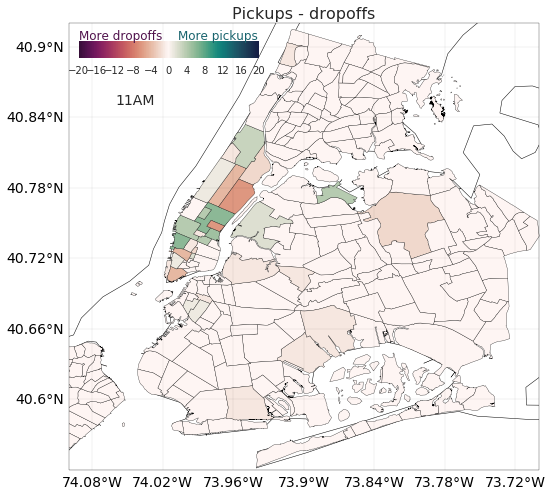 Pickups - dropoffs
More dropoffs More pickups
−20 −16 −12 −8 −4 0 4 8 12 16 20
11AM
40.9°N
40.84°N
40.78°N
40.72°N
40.66°N
40.6°N
74.08°W 74.02°W 73.96°W 73.9°W 73.84°W 73.78°W 73.72°W